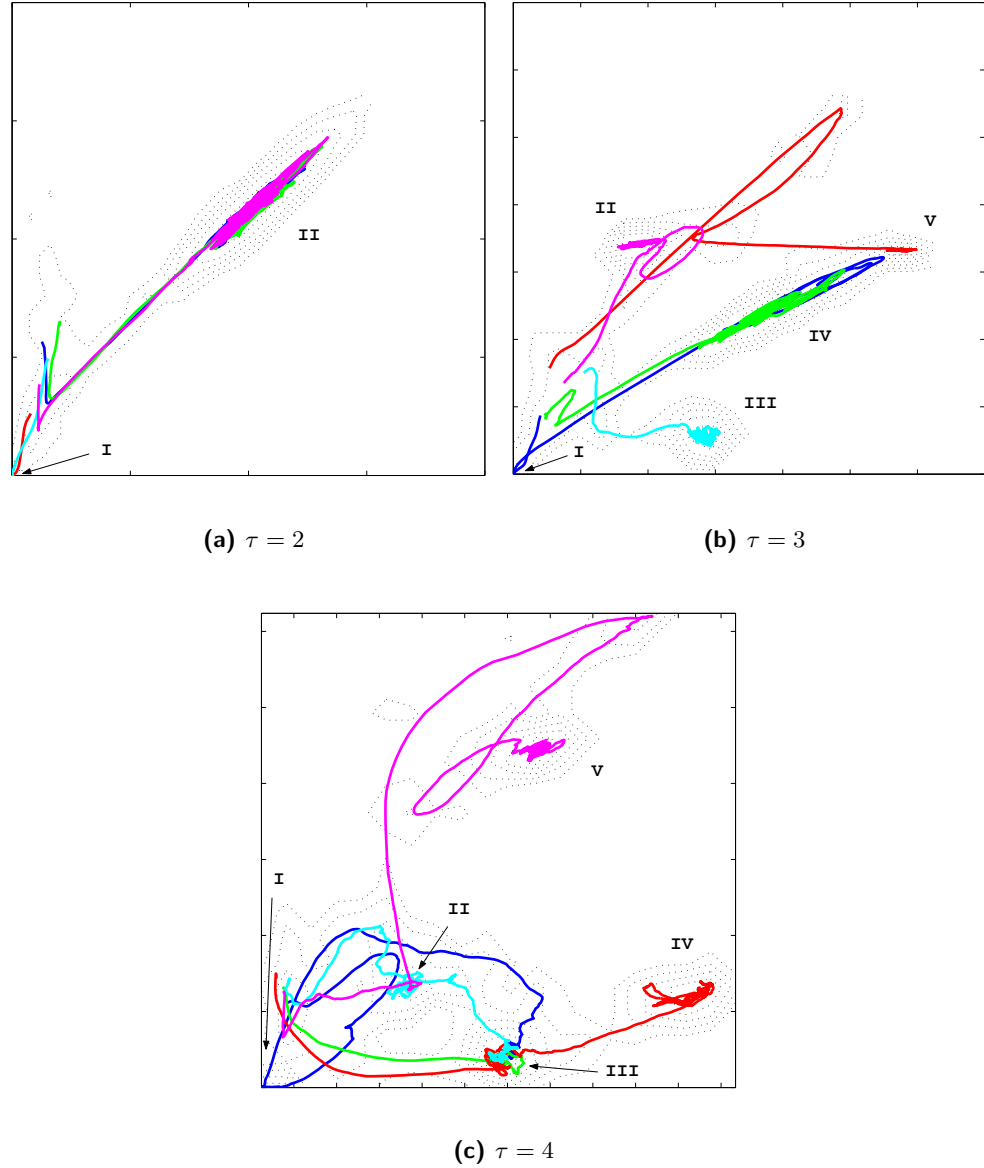 II
I
(a) τ = 2
II
V
IV
III
I
(b) τ = 3
V
I
II
IV
III
(c) τ = 4